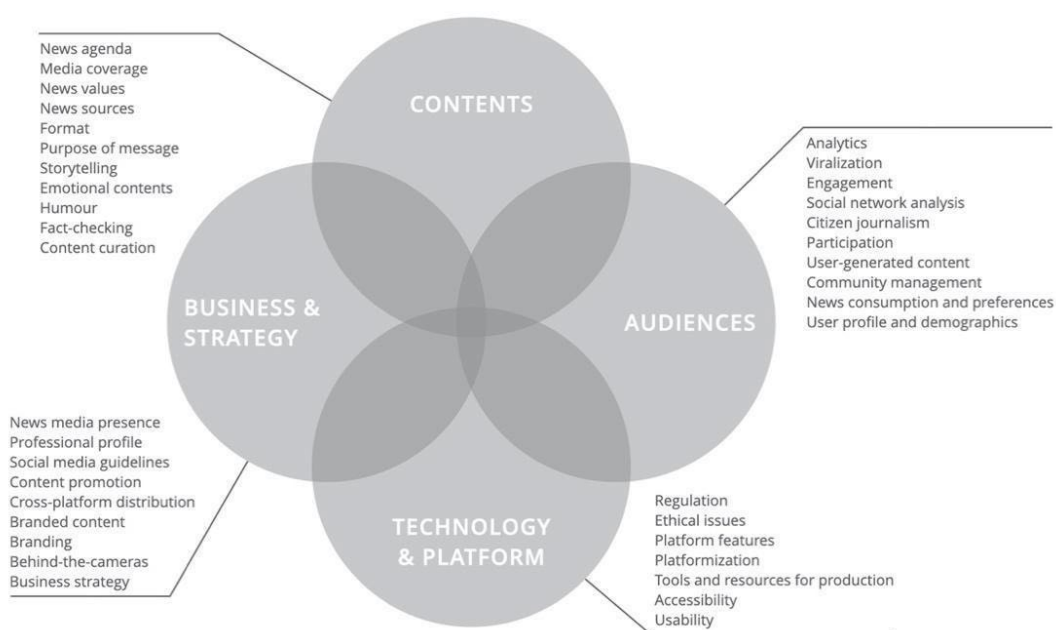 News agenda
Media coverage
News values
News sources
Format
Purpose of message
Storytelling
Emotional contents
Humour
Fact-checking
Content curation
CONTENTS
Analytics
Viralization
Engagement
Social network analysis
Citizen journalism
Participation
User-generated content
Community management
News consumption and preferences
User profile and demographics
BUSINESS &
STRATEGY
AUDIENCES
News media presence
Professional profile
Social media guidelines
Content promotion
Cross-platform distribution
Branded content
Branding
Behind-the-cameras
Business strategy
TECHNOLOGY
& PLATFORM
Regulation
Ethical issues
Platform features
Platformization
Tools and resources for production
Accessibility
Usability